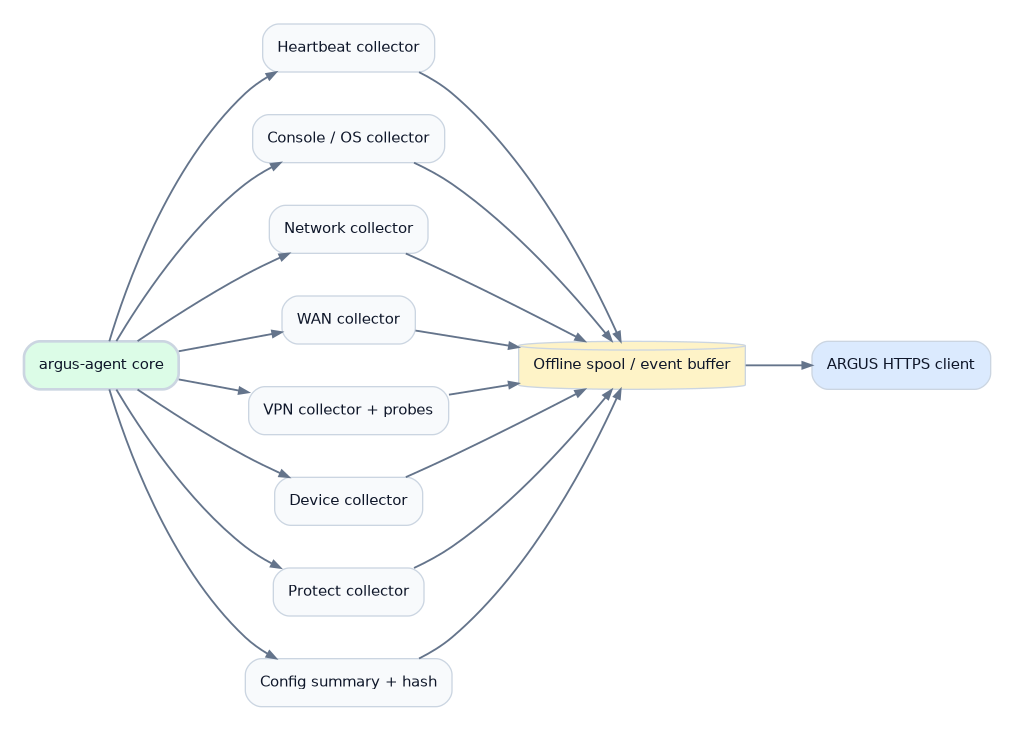 Heartbeat collector
Console / OS collector
Network collector
WAN collector
argus-agent core
Offline spool / event buffer
ARGUS HTTPS client
VPN collector + probes
Device collector
Protect collector
Config summary + hash